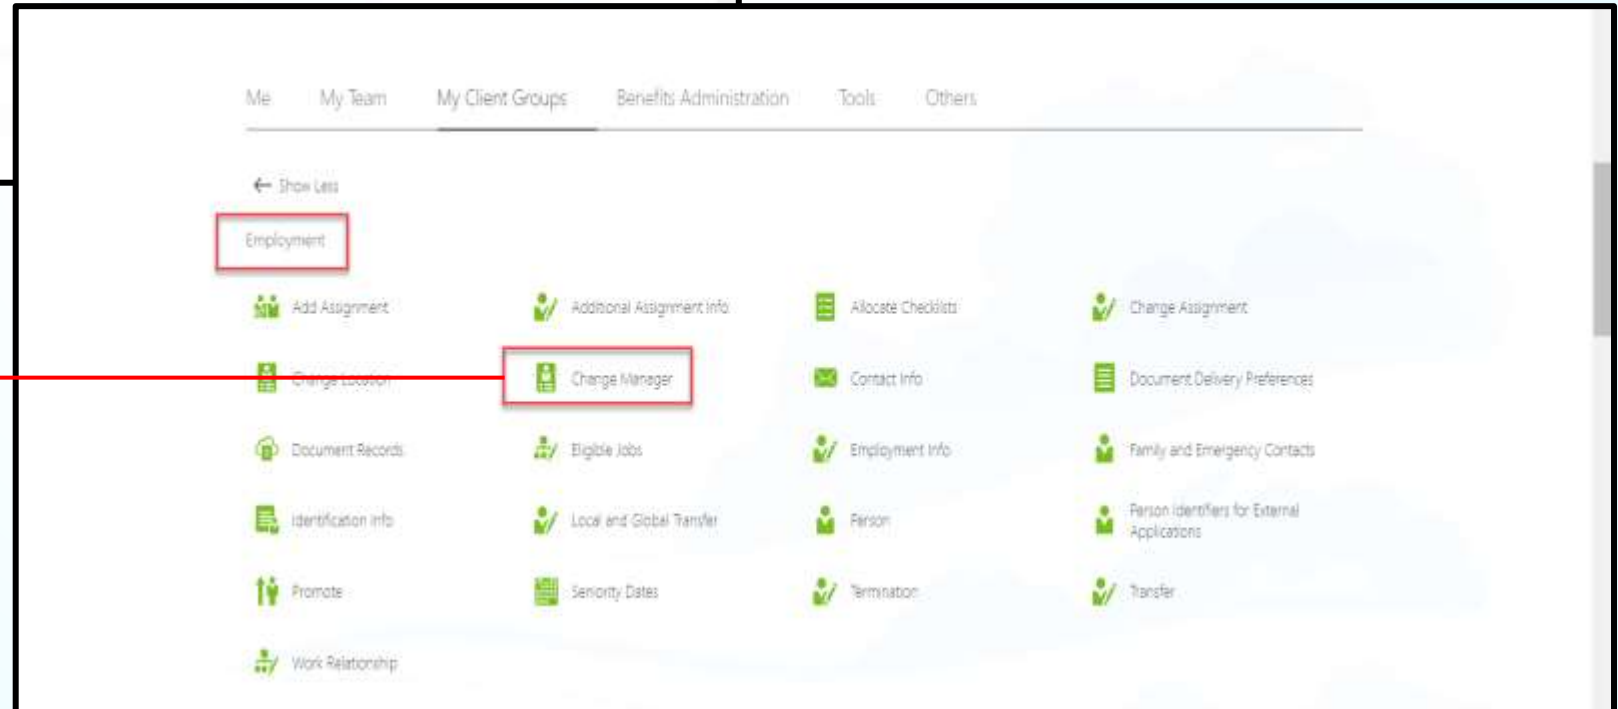 Me My Team My Client Groups Benefits Administration Tools Others
Show Less
Employment
Add Assignment Additional Assignment Info Allocate Checklists Change Assignment
Change Location Change Manager Contact Info Document Delivery Preferences
Document Records Eligible Jobs Employment Info Family and Emergency Contacts
Identification Info Local and Global Transfer Person Person Identifiers for External
Applications
Promote Seniority Dates Termination Transfer
Work Relationship